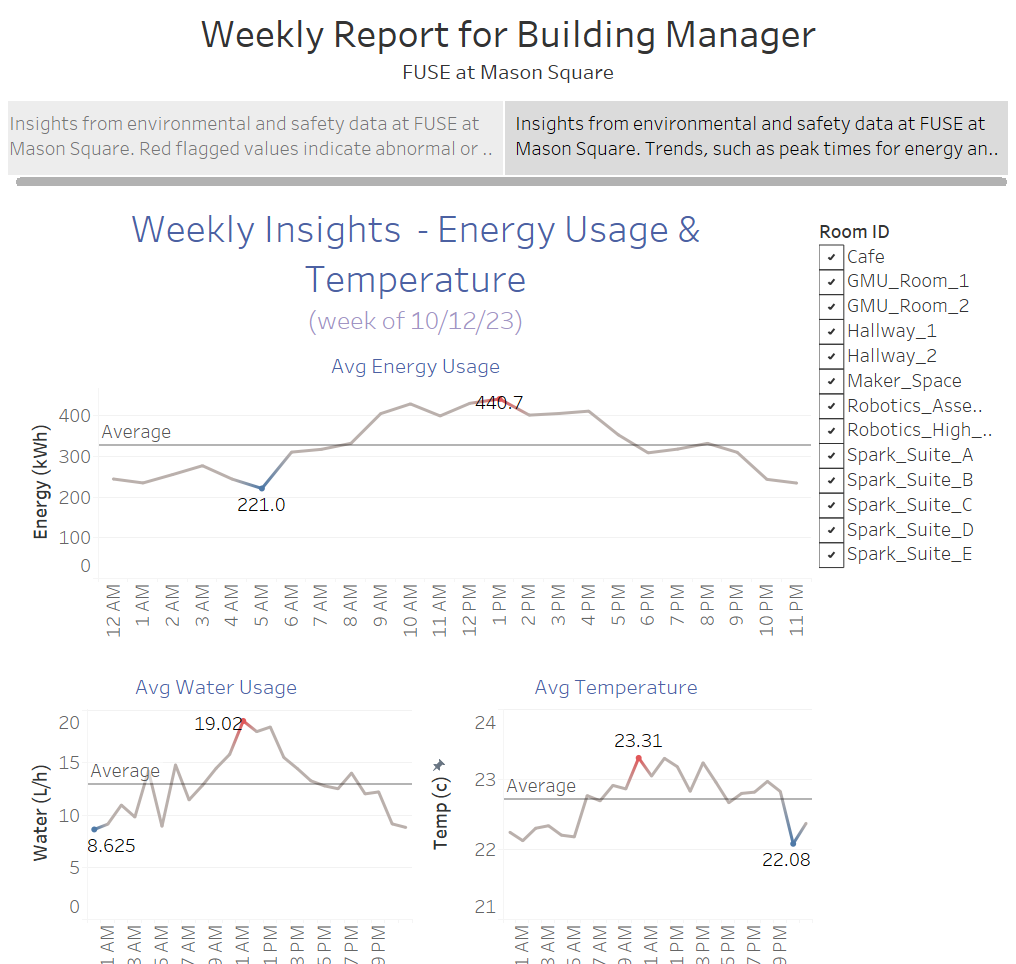 Weekly Report for Building Manager
FUSE at Mason Square
Insights from environmental and safety data at FUSE at
Mason Square. Red flagged values indicate abnormal or ..
Insights from environmental and safety data at FUSE at
Mason Square. Trends, such as peak times for energy an..
Weekly Insights - Energy Usage &
Temperature
(week of 10/12/23)
Room ID
Cafe
GMU_Room_1
GMU_Room_2
Hallway_1
Hallway_2
Maker_Space
Robotics_Asse..
Robotics_High_..
Spark_Suite_A
Spark_Suite_B
Spark_Suite_C
Spark_Suite_D
Spark_Suite_E
Avg Energy Usage
Energy (kWh)
400
300
200
100
0
Average
440.7
221.0
12 AM
1 AM
2 AM
3 AM
4 AM
5 AM
6 AM
7 AM
8 AM
9 AM
10 AM
11 AM
12 PM
1 PM
2 PM
3 PM
4 PM
5 PM
6 PM
7 PM
8 PM
9 PM
10 PM
11 PM
Avg Water Usage
Water (L/h)
20
15
10
5
0
Average
19.02
8.625
1 AM
3 AM
5 AM
7 AM
9 AM
1 AM
1 PM
3 PM
5 PM
7 PM
9 PM
Avg Temperature
Temp (c)
24
23
22
21
Average
23.31
22.08
1 AM
3 AM
5 AM
7 AM
9 AM
1 AM
1 PM
3 PM
5 PM
7 PM
9 PM